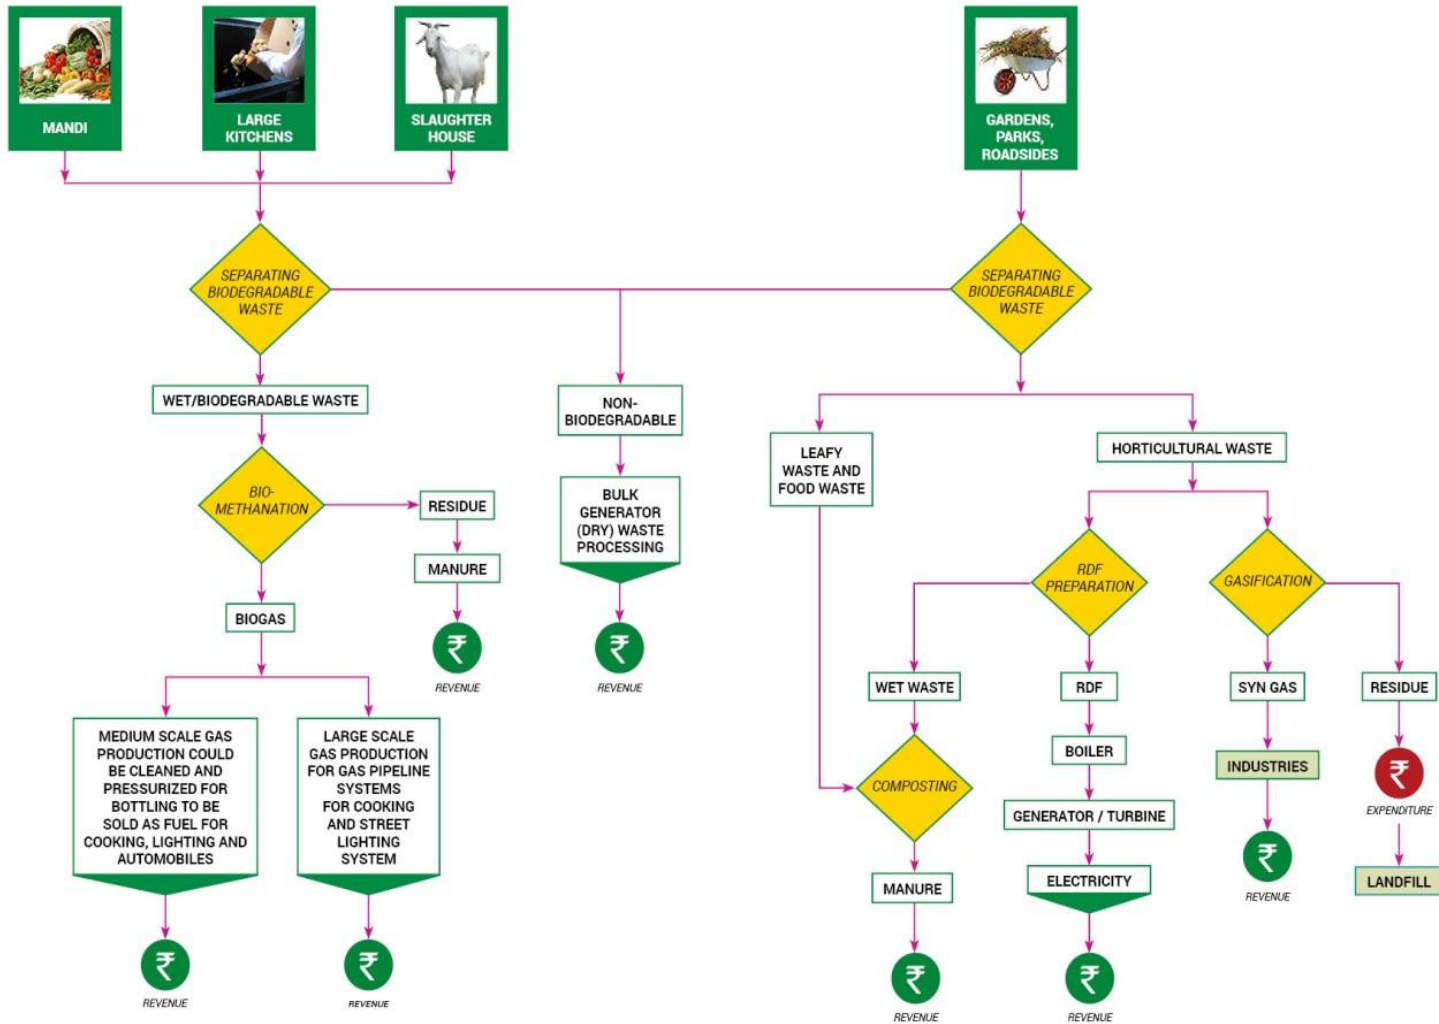 MANDI
LARGE
KITCHENS
SLAUGHTER
HOUSE
GARDENS,
PARKS,
ROADSIDES
SEPARATING
BIODEGRADABLE
WASTE
SEPARATING
BIODEGRADABLE
WASTE
WET/BIODEGRADABLE WASTE
NON-
BIODEGRADABLE
LEAFY
WASTE AND
FOOD WASTE
HORTICULTURAL WASTE
BIO-
METHANATION
RESIDUE
MANURE
₹
REVENUE
BULK
GENERATOR
(DRY) WASTE
PROCESSING
₹
REVENUE
RDF
PREPARATION
GASIFICATION
BIOGAS
MEDIUM SCALE GAS
PRODUCTION COULD
BE CLEANED AND
PRESSURIZED FOR
BOTTLING TO BE
SOLD AS FUEL FOR
COOKING, LIGHTING AND
AUTOMOBILES
₹
REVENUE
LARGE SCALE
GAS PRODUCTION
FOR GAS PIPELINE
SYSTEMS
FOR COOKING
AND STREET
LIGHTING
SYSTEM
₹
REVENUE
WET WASTE
COMPOSTING
MANURE
₹
REVENUE
RDF
BOILER
GENERATOR / TURBINE
ELECTRICITY
₹
REVENUE
SYN GAS
INDUSTRIES
₹
REVENUE
RESIDUE
₹
EXPENDITURE
LANDFILL